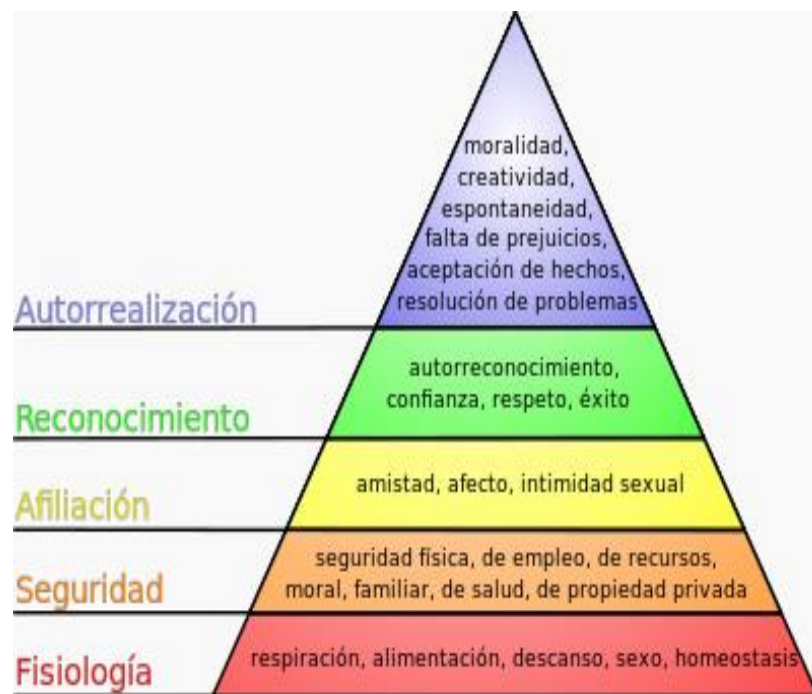 moralidad,
creatividad,
espontaneidad,
falta de prejuicios,
aceptación de hechos,
resolución de problemas
Autorrealización
autorreconocimiento,
confianza, respeto, éxito
Reconocimiento
amistad, afecto, intimidad sexual
Afiliación
seguridad física, de empleo, de recursos,
moral, familiar, de salud, de propiedad privada
Seguridad
respiración, alimentación, descanso, sexo, homeostasis
Fisiología